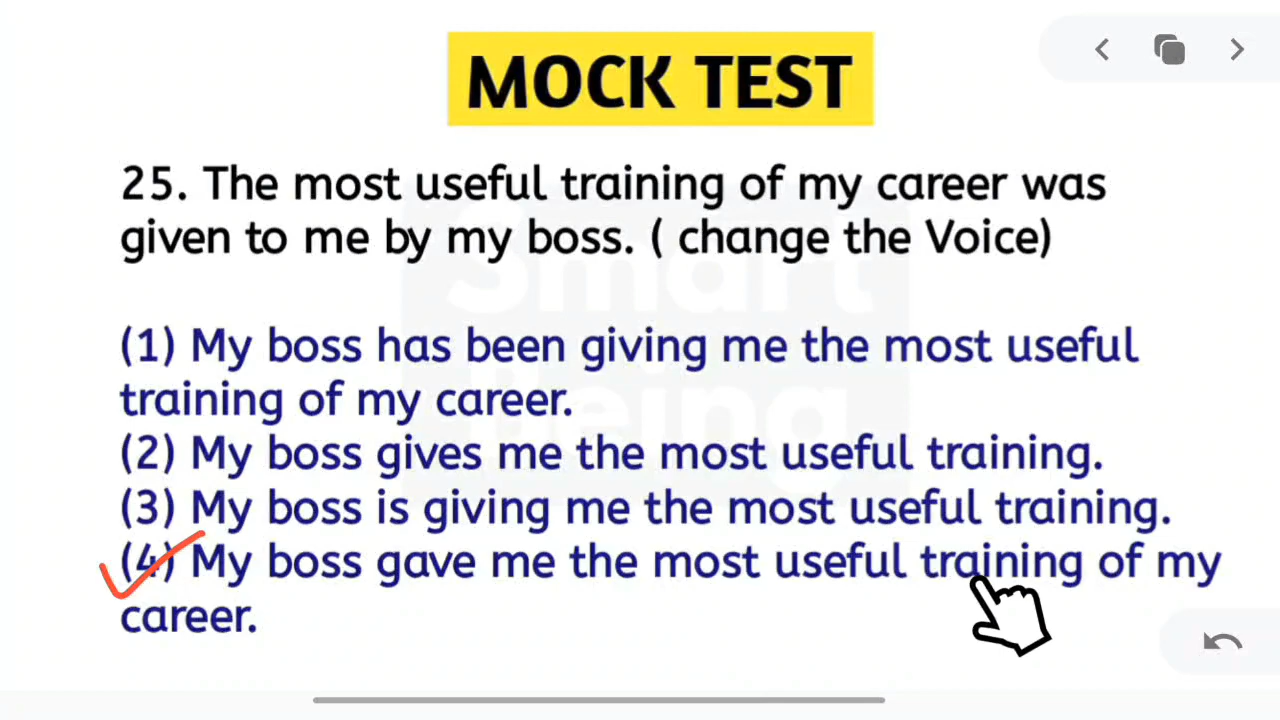 MOCK TEST
25. The most useful training of my career was
given to me by my boss. ( change the Voice)
(1) My boss has been giving me the most useful
training of my career.
(2) My boss gives me the most useful training.
(3) My boss is giving me the most useful training.
(4) My boss gave me the most useful training of my
career.
Smart
Being